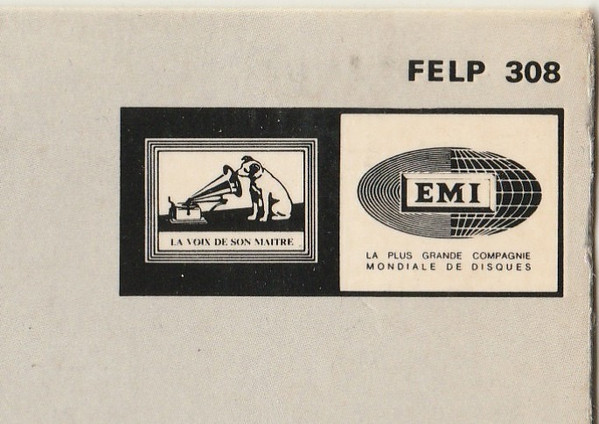 FELP 308
LA VOIX DE SON MAITRE
EMI
LA PLUS GRANDE COMPAGNIE
MONDIALE DE DISQUES